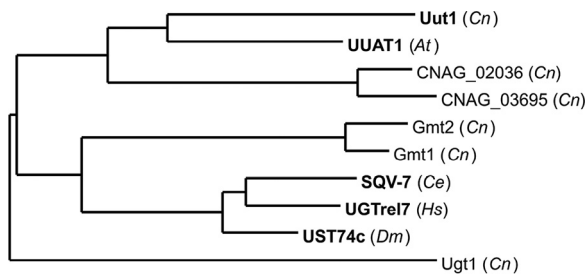 Uut1 (Cn)
UUAT1 (At)
CNAG_02036 (Cn)
CNAG_03695 (Cn)
Gmt2 (Cn)
Gmt1 (Cn)
SQV-7 (Ce)
UGTrel7 (Hs)
UST74c (Dm)
Ugt1 (Cn)